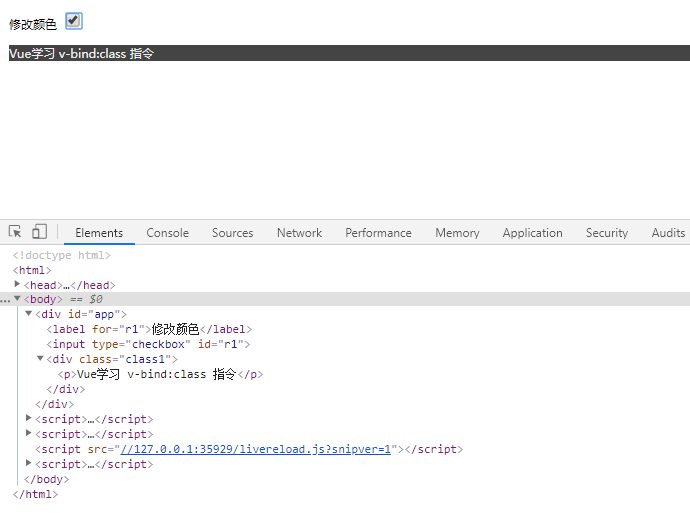 修改颜色
Vue学习 v-bind:class 指令
Elements Console Sources Network Performance Memory Application Security Audits
<!doctype html>
<html>
<head>…</head>
… <body> == $0
<div id="app">
<label for="r1">修改颜色</label>
<input type="checkbox" id="r1">
<div class="class1">
<p>Vue学习 v-bind:class 指令</p>
</div>
</div>
<script>…</script>
<script>…</script>
<script src="//127.0.0.1:35929/livereload.js?snipver=1"></script>
<script>…</script>
</body>
</html>